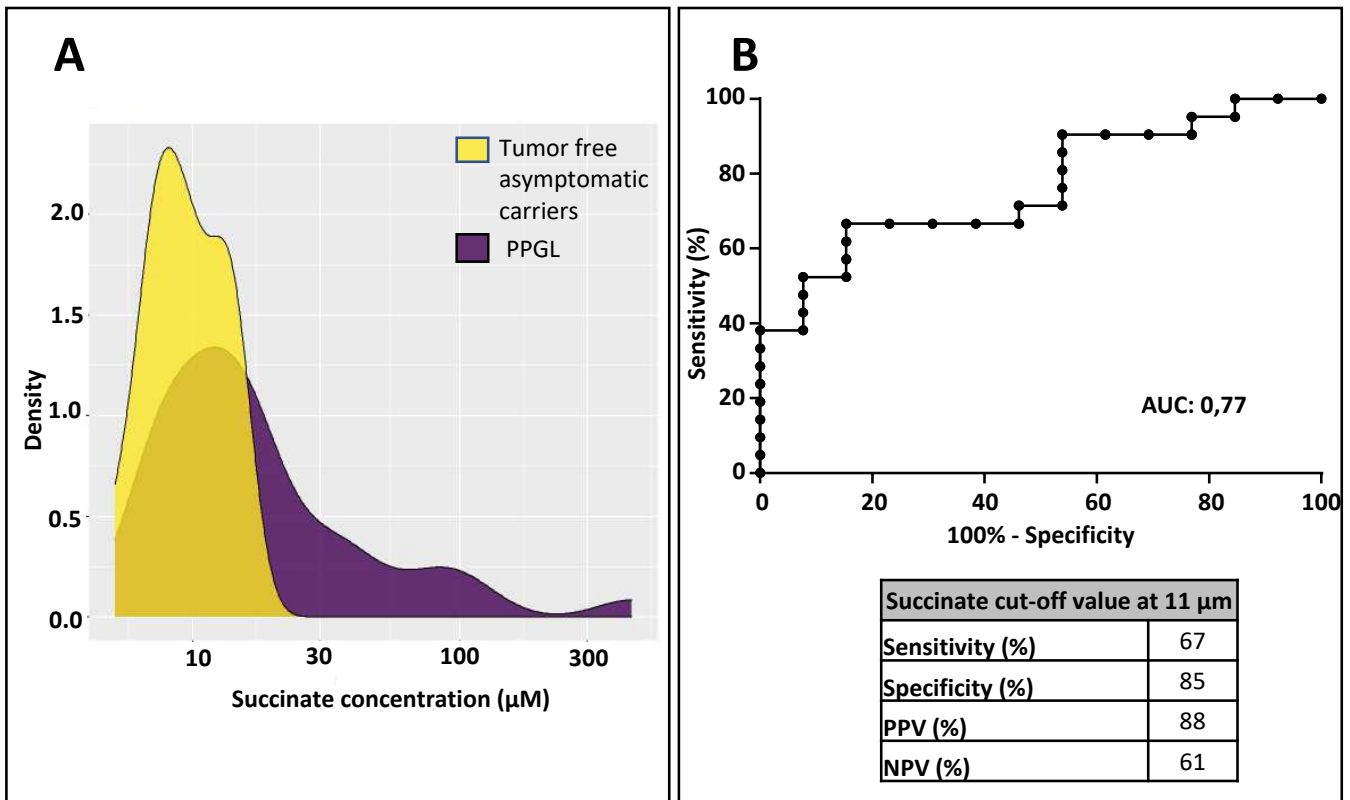 A
Tumor free
asymptomatic
carriers
PPGL
2.0
1.5
1.0
0.5
0.0
Density
10 30 100 300
Succinate concentration (μM)
B
100
80
60
40
20
0
Sensitivity (%)
AUC: 0,77
0 20 40 60 80 100
100% - Specificity
Succinate cut-off value at 11 μm
Sensitivity (%) 67
Specificity (%) 85
PPV (%) 88
NPV (%) 61